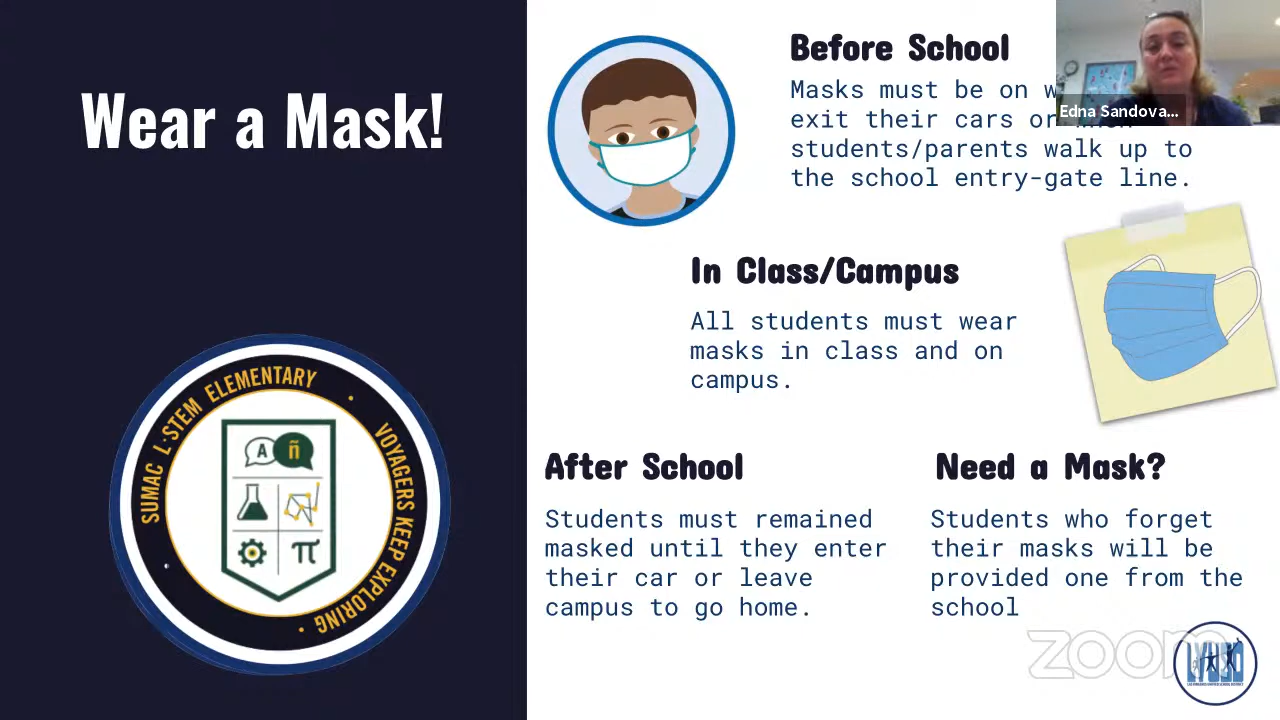 Wear a Mask!
SUMAC L·STEM ELEMENTARY
VOYAGERS KEEP EXPLORING
A ñ
π
Before School
Masks must be on w
exit their cars or when
students/parents walk up to
the school entry-gate line.
Edna Sandova...
In Class/Campus
All students must wear
masks in class and on
campus.
After School
Students must remained
masked until they enter
their car or leave
campus to go home.
Need a Mask?
Students who forget
their masks will be
provided one from the
school
zoom
LVUSD